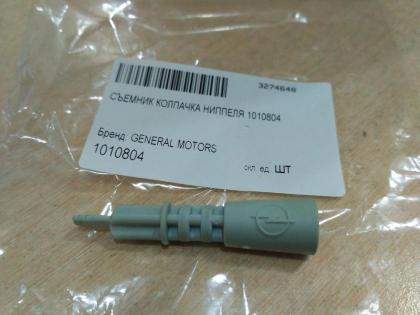 3274646
СЪЕМНИК КОЛПАЧКА НИППЕЛЯ 1010804
Бренд: GENERAL MOTORS
1010804
скл. ед. ШТ